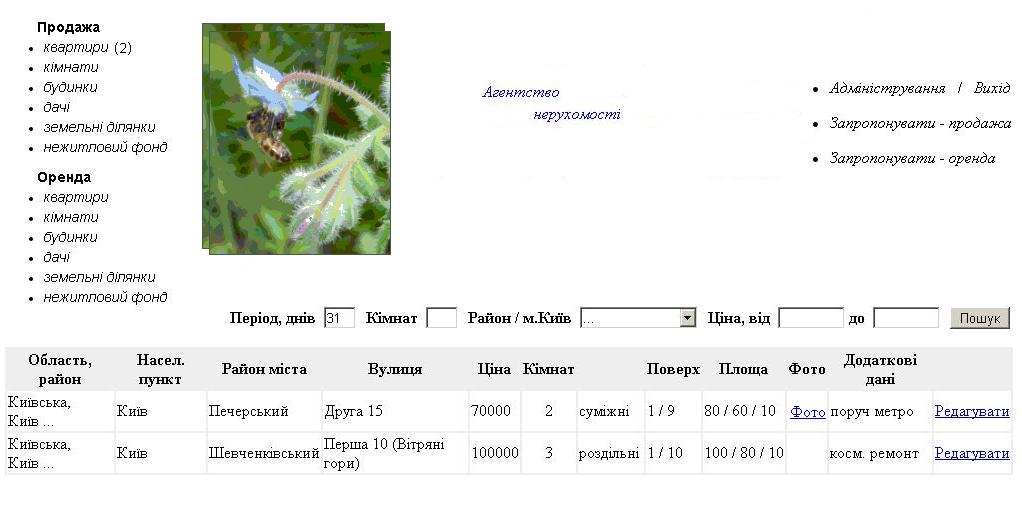 Продажа
квартири (2)
кімнати
будинки
дачі
земельні ділянки
нежитловий фонд
Оренда
квартири
кімнати
будинки
дачі
земельні ділянки
нежитловий фонд
Агентство
нерухомості
Адміністрування / Вихід
Запропонувати - продажа
Запропонувати - оренда
Період, днів 31 Кімнат Район / м.Київ ... Ціна, від до Пошук
Область, район Насел. пункт Район міста Вулиця Ціна Кімнат Поверх Площа Фото Додаткові дані
Київська, Київ ... Київ Печерський Друга 15 70000 2 суміжні 1 / 9 80 / 60 / 10 Фото поруч метро Редагувати
Київська, Київ ... Київ Шевченківський Перша 10 (Вітряні гори) 100000 3 роздільні 1 / 10 100 / 80 / 10 косм. ремонт Редагувати